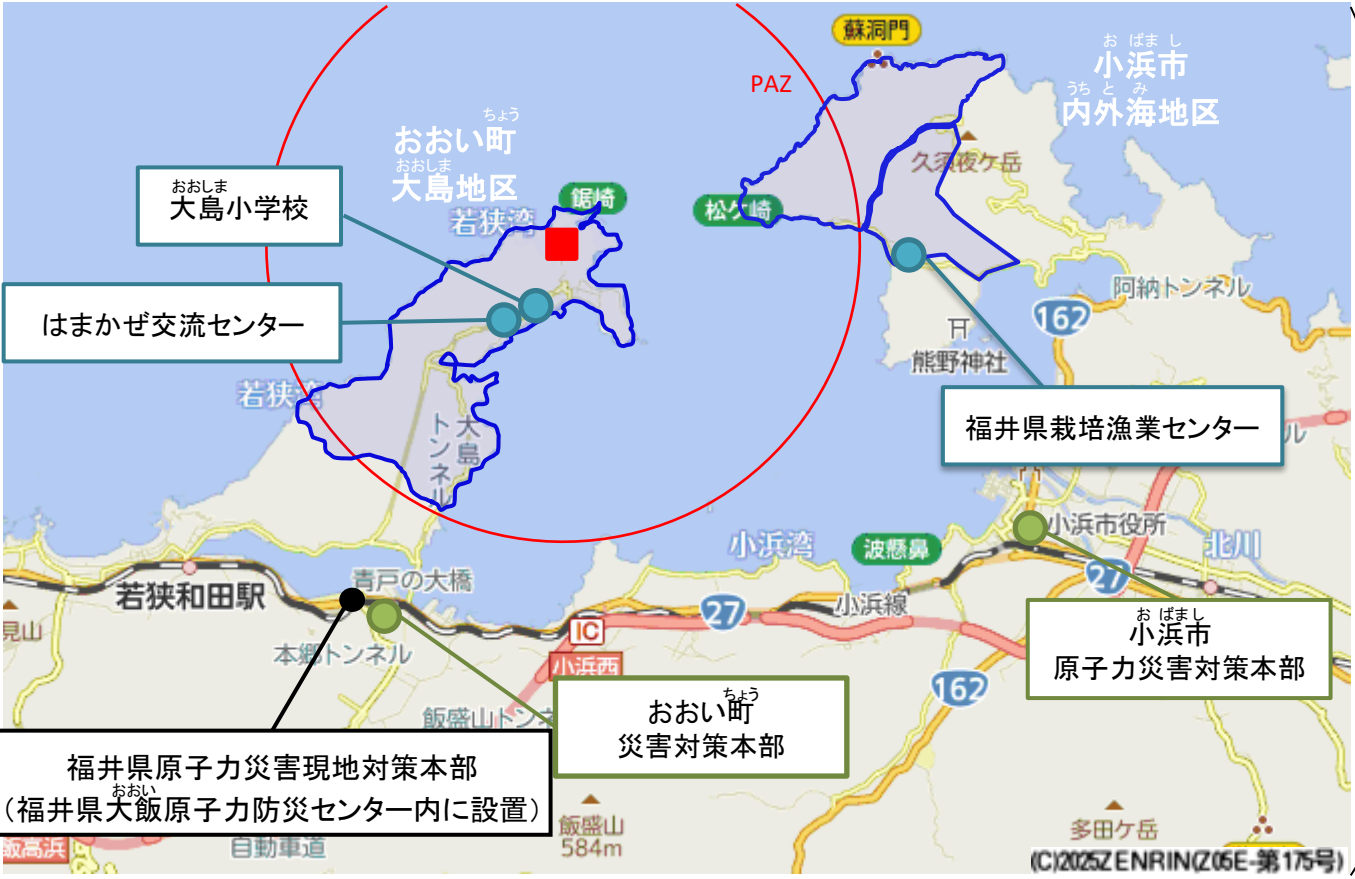 蘇洞門
お ばま し
小浜市
うち と み
内外海地区
PAZ
ちょう
おおい町
おおしま
大島地区
おおしま
大島小学校
鋸崎
若狭湾
松ケ崎
久須夜ケ岳
阿納トンネル
162
はまかぜ交流センター
熊野神社
若狭湾
大島
トンネル
福井県栽培漁業センター
ル
小浜市役所
北川
小浜湾
波懸鼻
27
青戸の大橋
若狭和田駅
27
小浜線
見山
IC
小浜西
本郷トンネル
お ばまし
小浜市
原子力災害対策本部
162
ちょう
おおい町
災害対策本部
飯盛山トンネ
福井県原子力災害現地対策本部
おおい
(福井県大飯原子力防災センター内に設置)
飯盛山
584m
多田ケ岳
飯高浜
自動車道
(C)2025ZENRIN(Z05E-第175号)